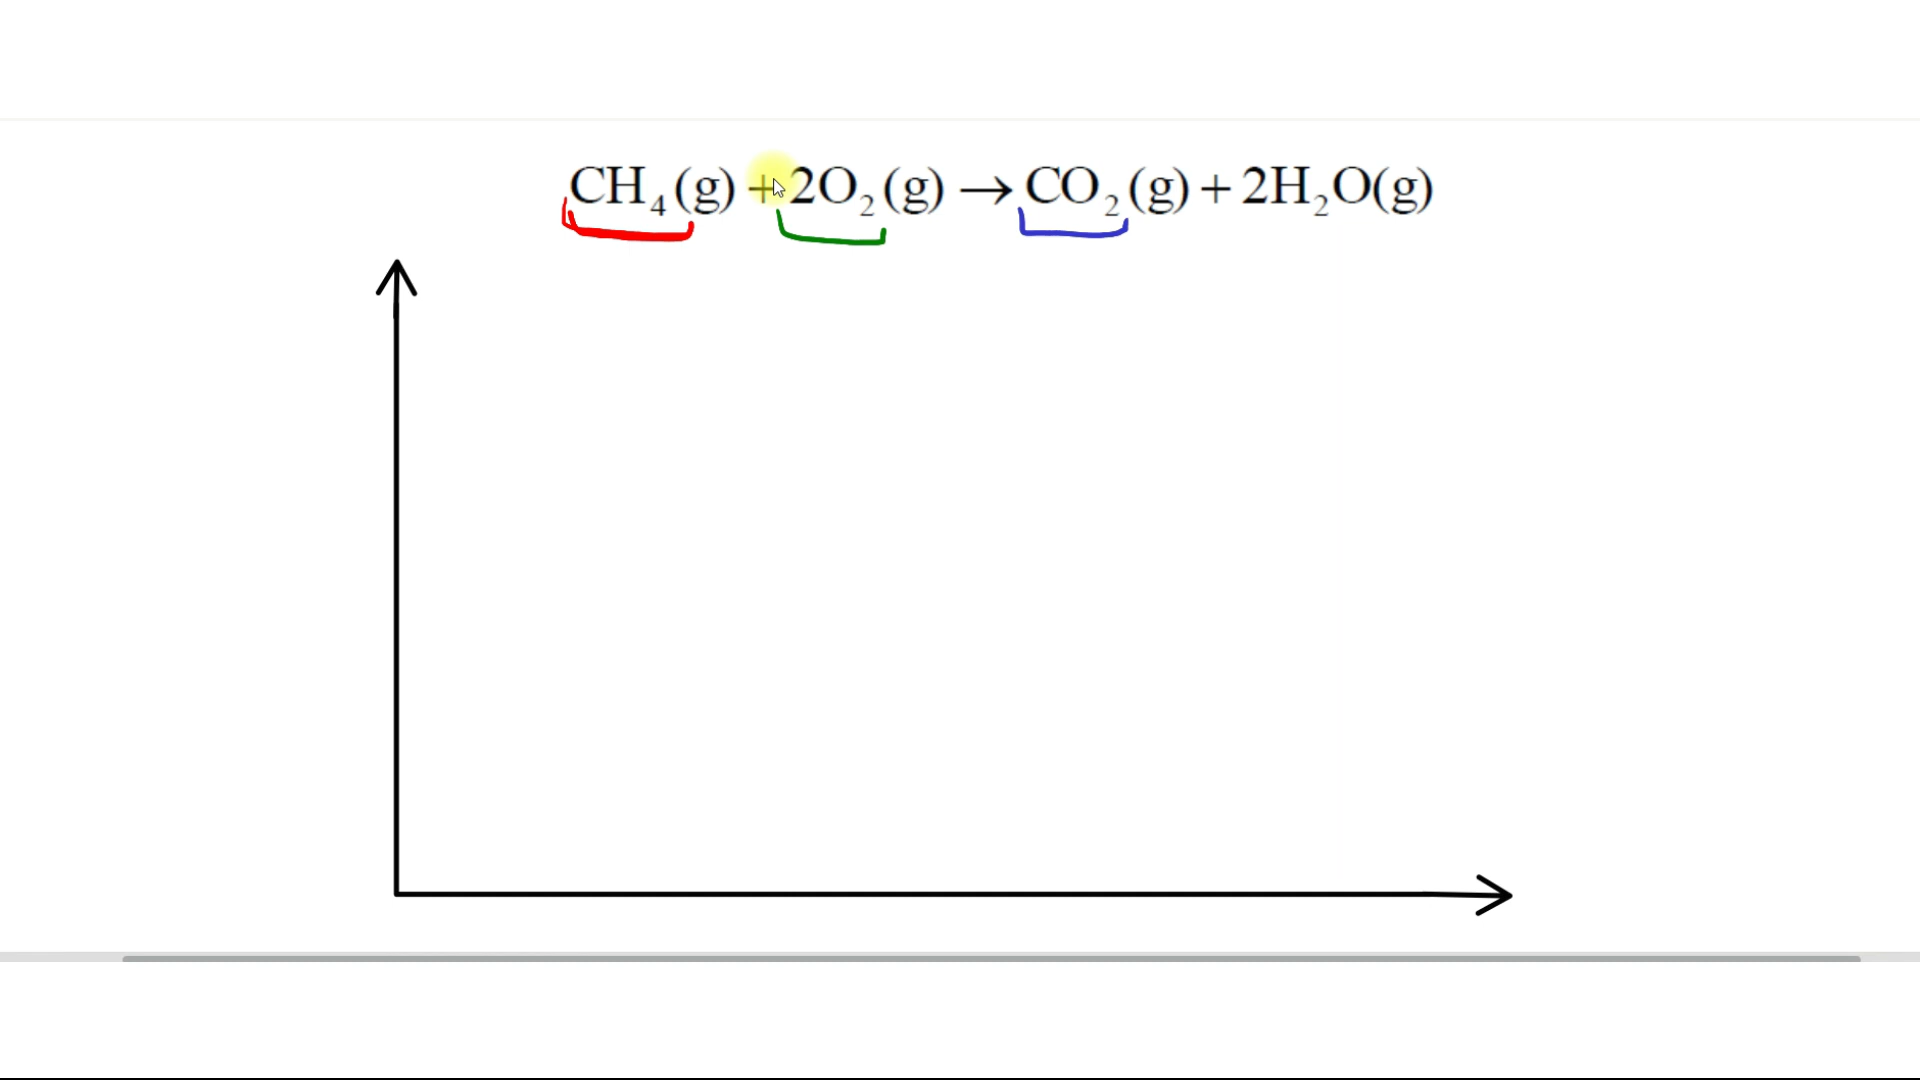 CH₄(g) + 2O₂(g) → CO₂(g) + 2H₂O(g)